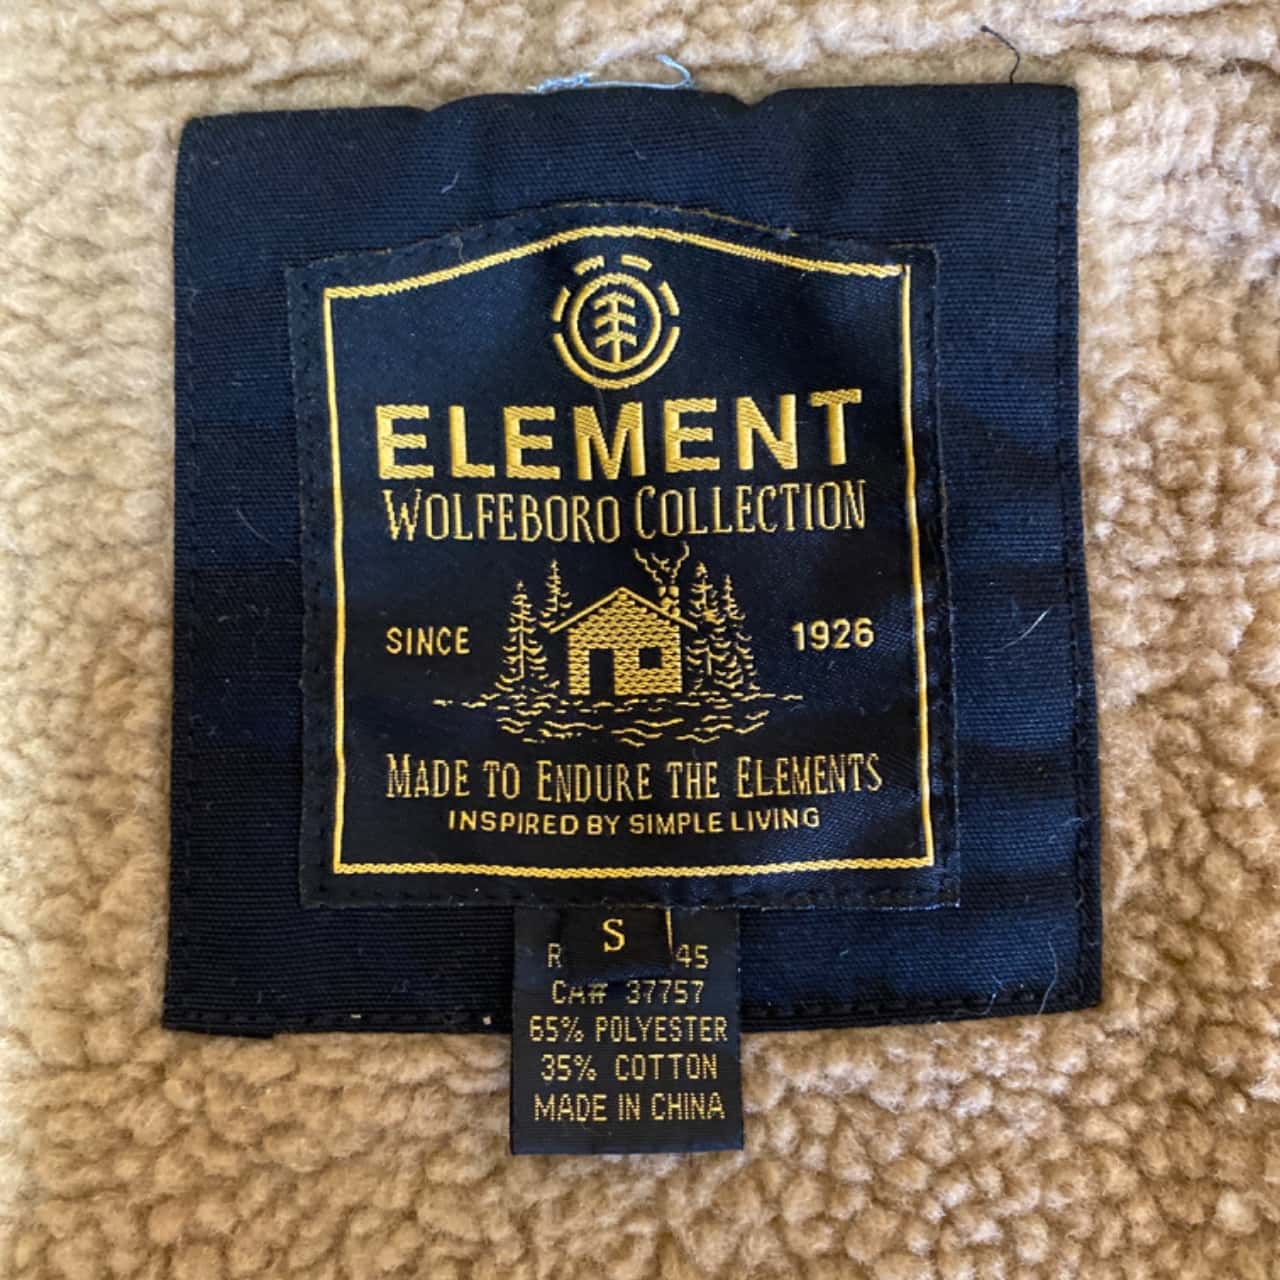 ELEMENT
WOLFEBORO COLLECTION
SINCE 1926
MADE TO ENDURE THE ELEMENTS
INSPIRED BY SIMPLE LIVING
S
R 45
CA# 37757
65% POLYESTER
35% COTTON
MADE IN CHINA